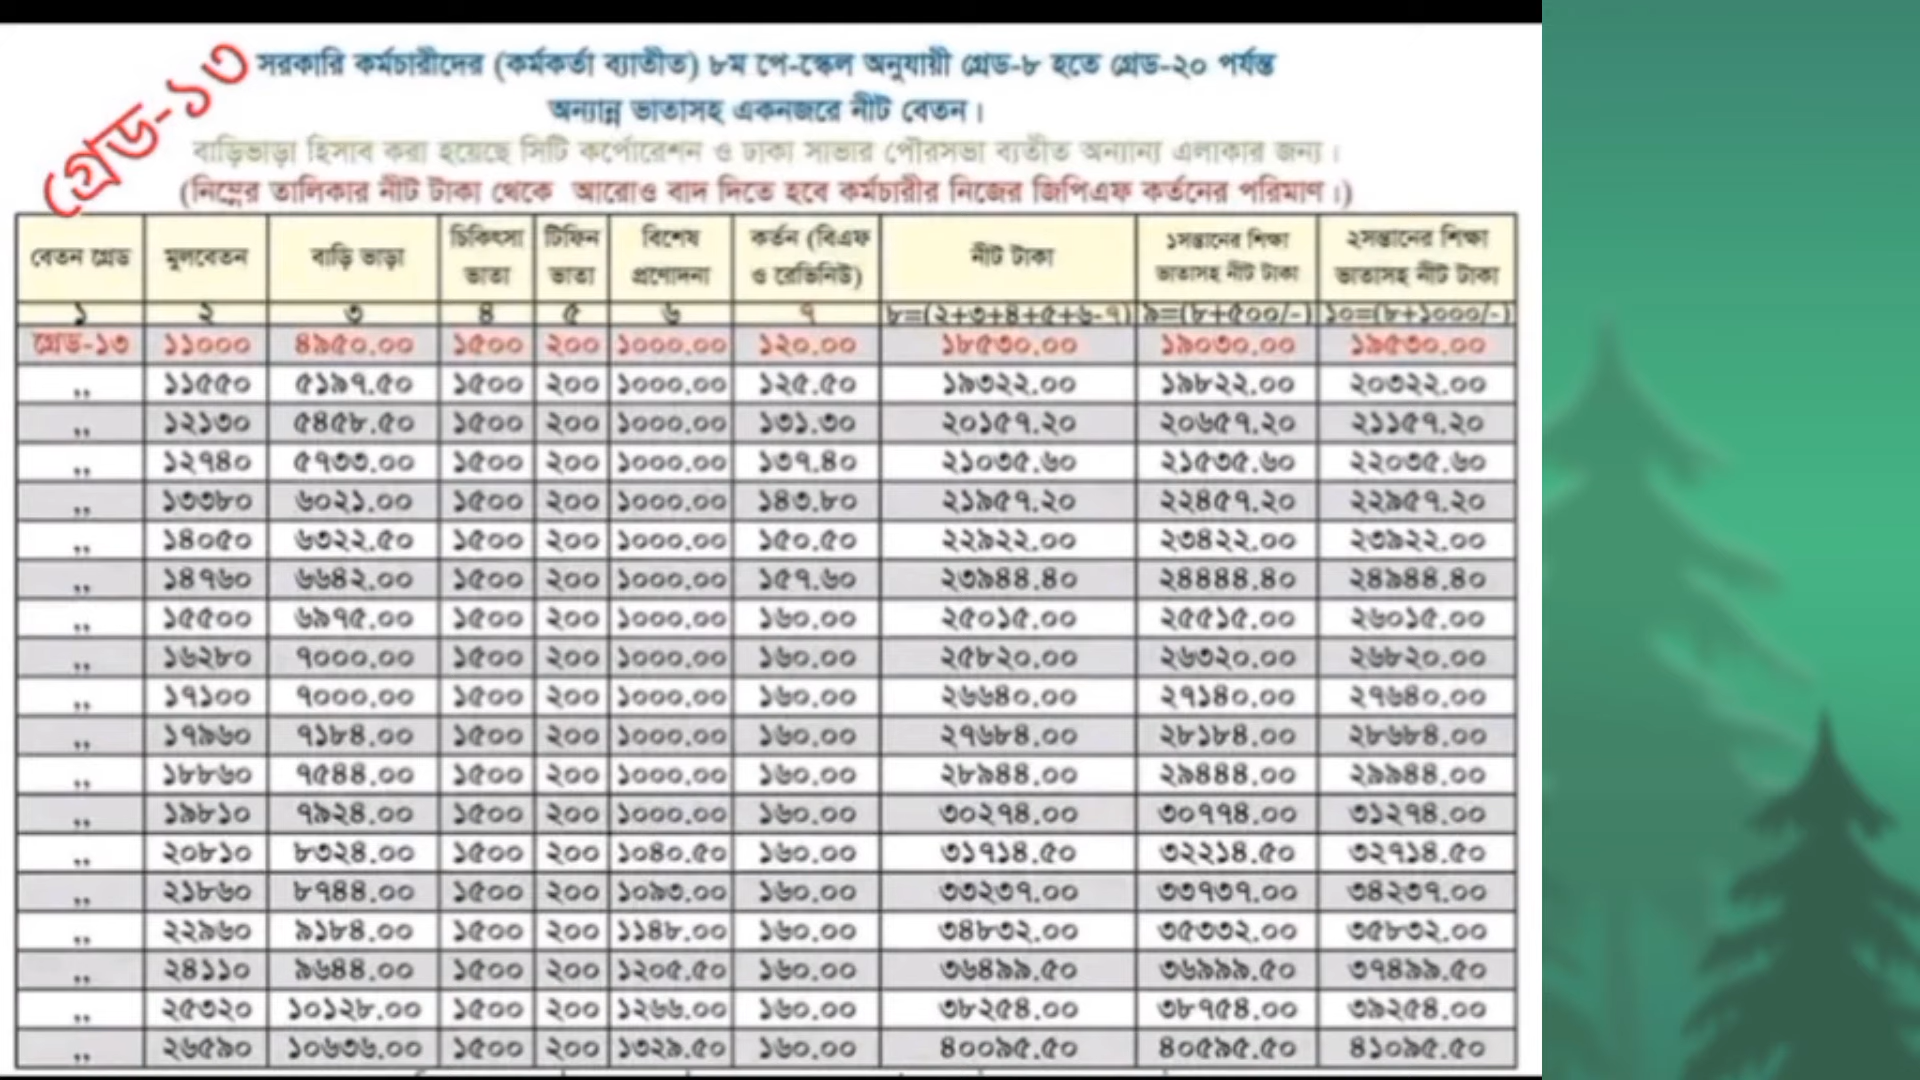 গ্রেড-১৩
সরকারি কর্মচারীদের (কর্মকর্তা ব্যাতীত) ৮ম পে-স্কেল অনুযায়ী গ্রেড-৮ হতে গ্রেড-২০ পর্যন্ত
অন্যান্ন ভাতাসহ একনজরে নীট বেতন।
বাড়িভাড়া হিসাব করা হয়েছে সিটি কর্পোরেশন ও ঢাকা সাভার পৌরসভা ব্যতীত অন্যান্য এলাকার জন্য।
(নিম্নের তালিকার নীট টাকা থেকে আরোও বাদ দিতে হবে কর্মচারীর নিজের জিপিএফ কর্তনের পরিমাণ।)
বেতন গ্রেড মুলবেতন বাড়ি ভাড়া চিকিৎসা ভাতা টিফিন ভাতা বিশেষ প্রণোদনা কর্তন (বিএফ ও রেভিনিউ) নীট টাকা ১সন্তানের শিক্ষা ভাতাসহ নীট টাকা ২সন্তানের শিক্ষা ভাতাসহ নীট টাকা
১ ২ ৩ ৪ ৫ ৬ ৭ ৮=(২+৩+৪+৫+৬-৭) ৯=(৮+৫০০/-) ১০=(৮+১০০০/-)
গ্রেড-১৩ ১১০০০ ৪৯৫০.০০ ১৫০০ ২০০ ১০০০.০০ ১২০.০০ ১৮৫৩০.০০ ১৯০৩০.০০ ১৯৫৩০.০০
,, ১১৫৫০ ৫১৯৭.৫০ ১৫০০ ২০০ ১০০০.০০ ১২৫.৫০ ১৯৩২২.০০ ১৯৮২২.০০ ২০৩২২.০০
,, ১২১৩০ ৫৪৫৮.৫০ ১৫০০ ২০০ ১০০০.০০ ১৩১.৩০ ২০১৫৭.২০ ২০৬৫৭.২০ ২১১৫৭.২০
,, ১২৭৪০ ৫৭৩৩.০০ ১৫০০ ২০০ ১০০০.০০ ১৩৭.৪০ ২১০৩৫.৬০ ২১৫৩৫.৬০ ২২০৩৫.৬০
,, ১৩৩৮০ ৬০২১.০০ ১৫০০ ২০০ ১০০০.০০ ১৪৩.৮০ ২১৯৫৭.২০ ২২৪৫৭.২০ ২২৯৫৭.২০
,, ১৪০৫০ ৬৩২২.৫০ ১৫০০ ২০০ ১০০০.০০ ১৫০.৫০ ২২৯২২.০০ ২৩৪২২.০০ ২৩৯২২.০০
,, ১৪৭৬০ ৬৬৪২.০০ ১৫০০ ২০০ ১০০০.০০ ১৫৭.৬০ ২৩৯৪৪.৪০ ২৪৪৪৪.৪০ ২৪৯৪৪.৪০
,, ১৫৫০০ ৬৯৭৫.০০ ১৫০০ ২০০ ১০০০.০০ ১৬০.০০ ২৫০১৫.০০ ২৫৫১৫.০০ ২৬০১৫.০০
,, ১৬২৮০ ৭০০০.০০ ১৫০০ ২০০ ১০০০.০০ ১৬০.০০ ২৫৮২০.০০ ২৬৩২০.০০ ২৬৮২০.০০
,, ১৭১০০ ৭০০০.০০ ১৫০০ ২০০ ১০০০.০০ ১৬০.০০ ২৬৬৪০.০০ ২৭১৪০.০০ ২৭৬৪০.০০
,, ১৭৯৬০ ৭১৮৪.০০ ১৫০০ ২০০ ১০০০.০০ ১৬০.০০ ২৭৬৮৪.০০ ২৮১৮৪.০০ ২৮৬৮৪.০০
,, ১৮৮৬০ ৭৫৪৪.০০ ১৫০০ ২০০ ১০০০.০০ ১৬০.০০ ২৮৯৪৪.০০ ২৯৪৪৪.০০ ২৯৯৪৪.০০
,, ১৯৮১০ ৭৯২৪.০০ ১৫০০ ২০০ ১০০০.০০ ১৬০.০০ ৩০২৭৪.০০ ৩০৭৭৪.০০ ৩১২৭৪.০০
,, ২০৮১০ ৮৩২৪.০০ ১৫০০ ২০০ ১০৪০.৫০ ১৬০.০০ ৩১৭১৪.৫০ ৩২২১৪.৫০ ৩২৭১৪.৫০
,, ২১৮৬০ ৮৭৪৪.০০ ১৫০০ ২০০ ১০৯৩.০০ ১৬০.০০ ৩৩২৩৭.০০ ৩৩৭৩৭.০০ ৩৪২৩৭.০০
,, ২২৯৬০ ৯১৮৪.০০ ১৫০০ ২০০ ১১৪৮.০০ ১৬০.০০ ৩৪৮৩২.০০ ৩৫৩৩২.০০ ৩৫৮৩২.০০
,, ২৪১১০ ৯৬৪৪.০০ ১৫০০ ২০০ ১২০৫.৫০ ১৬০.০০ ৩৬৪৯৯.৫০ ৩৬৯৯৯.৫০ ৩৭৪৯৯.৫০
,, ২৫৩২০ ১০১২৮.০০ ১৫০০ ২০০ ১২৬৬.০০ ১৬০.০০ ৩৮২৫৪.০০ ৩৮৭৫৪.০০ ৩৯২৫৪.০০
,, ২৬৫৯০ ১০৬৩৬.০০ ১৫০০ ২০০ ১৩২৯.৫০ ১৬০.০০ ৪০০৯৫.৫০ ৪০৫৯৫.৫০ ৪১০৯৫.৫০